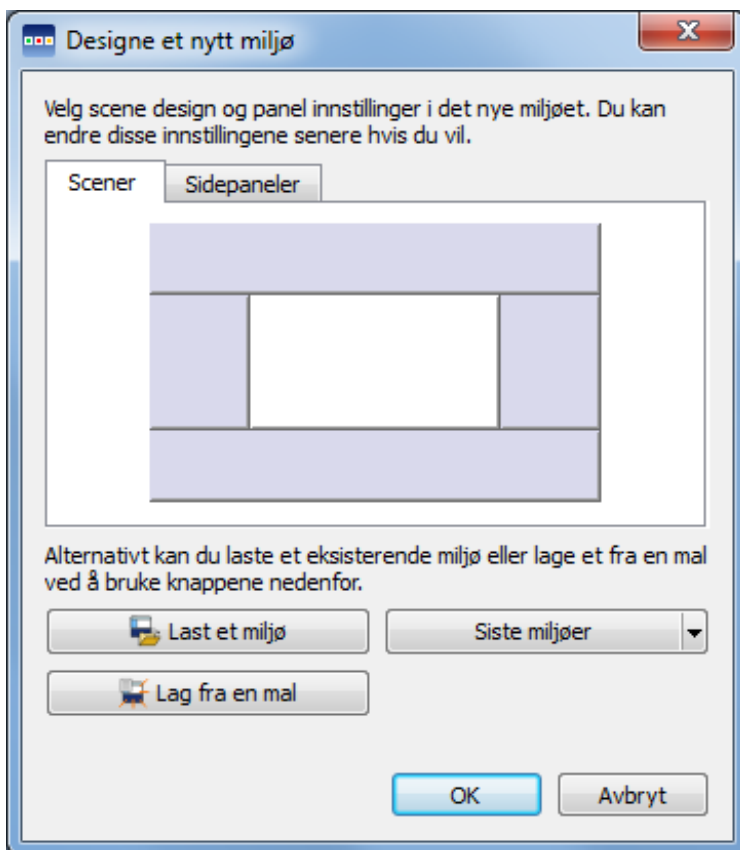 Designe et nytt miljø
Velg scene design og panel innstillinger i det nye miljøet. Du kan
endre disse innstillingene senere hvis du vil.
Scener
Sidepaneler
Alternativt kan du laste et eksisterende miljø eller lage et fra en mal
ved å bruke knappene nedenfor.
Last et miljø
Siste miljøer
Lag fra en mal
OK
Avbryt